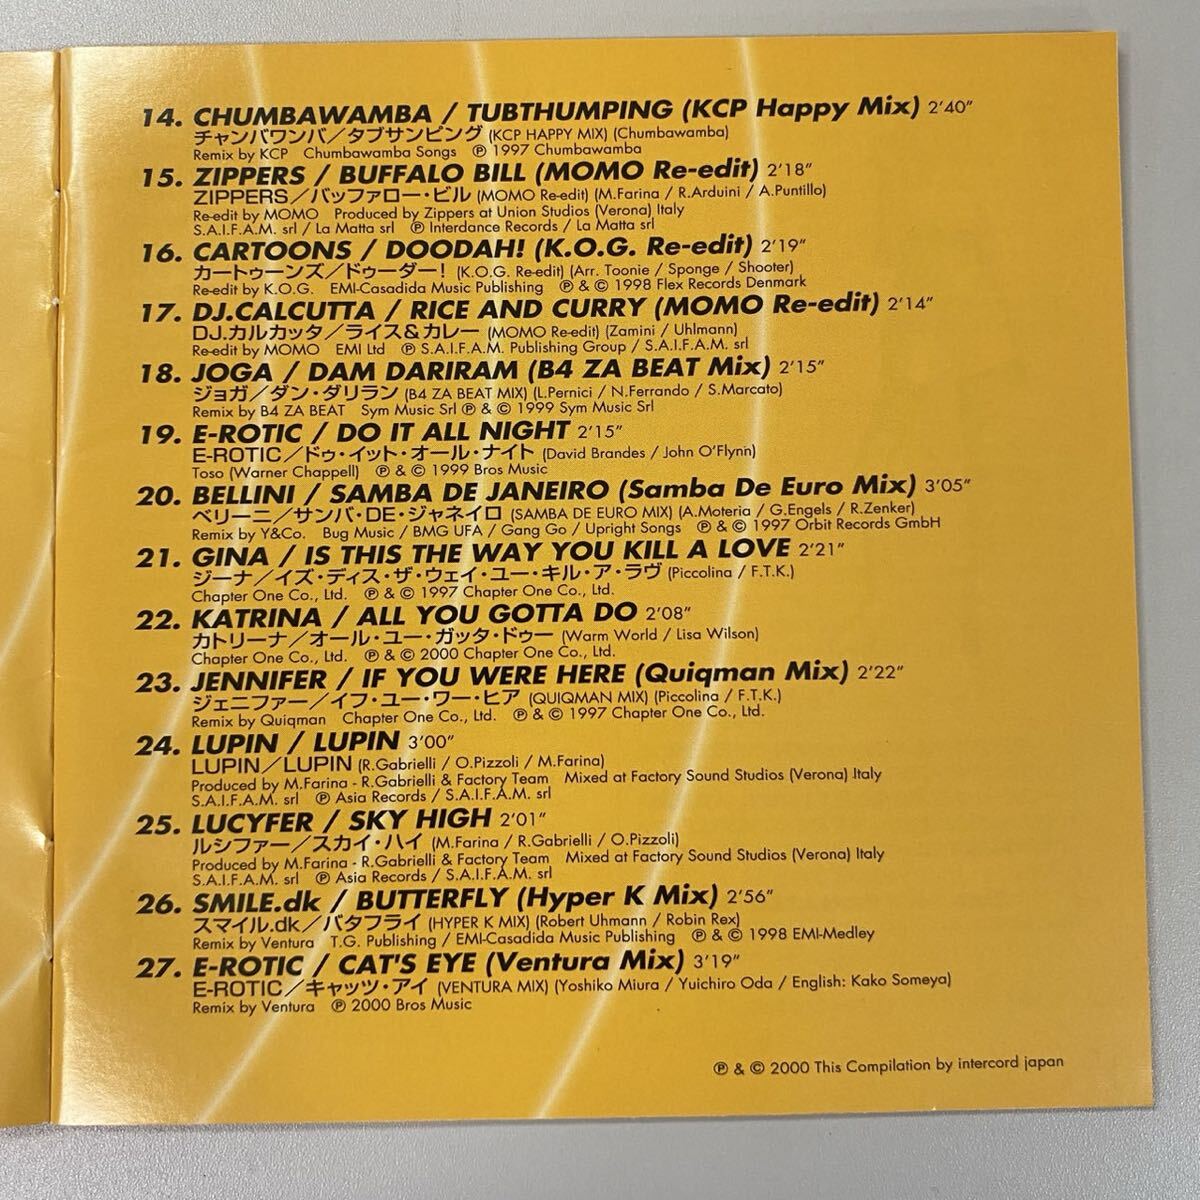 14. CHUMBAWAMBA / TUBTHUMPING (KCP Happy Mix) 2'40"
チャンバワンバ／タブサンピング (KCP HAPPY MIX) (Chumbawamba)
Remix by KCP Chumbawamba Songs Ⓟ 1997 Chumbawamba
15. ZIPPERS / BUFFALO BILL (MOMO Re-edit) 2'18"
ZIPPERS／バッファロー・ビル (MOMO Re-edit) (M.Farina / R.Arduini / A.Puntillo)
Re-edit by MOMO Produced by Zippers at Union Studios (Verona) Italy
S.A.I.F.A.M. srl / La Matta srl Ⓟ Interdance Records / La Matta srl
16. CARTOONS / DOODAH! (K.O.G. Re-edit) 2'19"
カートゥーンズ／ドゥーダー! (K.O.G. Re-edit) (Arr. Toonie / Sponge / Shooter)
Re-edit by K.O.G. EMI-Casadida Music Publishing Ⓟ & © 1998 Flex Records Denmark
17. DJ.CALCUTTA / RICE AND CURRY (MOMO Re-edit) 2'14"
DJ.カルカッタ／ライス&カレー (MOMO Re-edit) (Zamini / Uhlmann)
Re-edit by MOMO EMI Ltd Ⓟ S.A.I.F.A.M. Publishing Group / S.A.I.F.A.M. srl
18. JOGA / DAM DARIRAM (B4 ZA BEAT Mix) 2'15"
ジョガ／ダン・ダリラン (B4 ZA BEAT MIX) (L.Pernici / N.Ferrando / S.Marcato)
Remix by B4 ZA BEAT Sym Music Srl Ⓟ & © 1999 Sym Music Srl
19. E-ROTIC / DO IT ALL NIGHT 2'15"
E-ROTIC／ドゥ・イット・オール・ナイト (David Brandes / John O'Flynn)
Toso (Warner Chappell) Ⓟ & © 1999 Bros Music
20. BELLINI / SAMBA DE JANEIRO (Samba De Euro Mix) 3'05"
ベリーニ／サンバ・DE・ジャネイロ (SAMBA DE EURO MIX) (A.Moteria / G.Engels / R.Zenker)
Remix by Y&Co. Bug Music / BMG UFA / Gang Go / Upright Songs Ⓟ & © 1997 Orbit Records GmbH
21. GINA / IS THIS THE WAY YOU KILL A LOVE 2'21"
ジーナ／イズ・ディス・ザ・ウェイ・ユー・キル・ア・ラヴ (Piccolina / F.T.K.)
Chapter One Co., Ltd. Ⓟ & © 1997 Chapter One Co., Ltd.
22. KATRINA / ALL YOU GOTTA DO 2'08"
カトリーナ／オール・ユー・ガッタ・ドゥー (Warm World / Lisa Wilson)
Chapter One Co., Ltd. Ⓟ & © 2000 Chapter One Co., Ltd.
23. JENNIFER / IF YOU WERE HERE (Quiqman Mix) 2'22"
ジェニファー／イフ・ユー・ワー・ヒア (QUIQMAN MIX) (Piccolina / F.T.K.)
Remix by Quiqman Chapter One Co., Ltd. Ⓟ & © 1997 Chapter One Co., Ltd.
24. LUPIN / LUPIN 3'00"
LUPIN／LUPIN (R.Gabrielli / O.Pizzoli / M.Farina)
Produced by M.Farina - R.Gabrielli & Factory Team Mixed at Factory Sound Studios (Verona) Italy
S.A.I.F.A.M. srl Ⓟ Asia Records / S.A.I.F.A.M. srl
25. LUCYFER / SKY HIGH 2'01"
ルシファー／スカイ・ハイ (M.Farina / R.Gabrielli / O.Pizzoli)
Produced by M.Farina - R.Gabrielli & Factory Team Mixed at Factory Sound Studios (Verona) Italy
S.A.I.F.A.M. srl Ⓟ Asia Records / S.A.I.F.A.M. srl
26. SMILE.dk / BUTTERFLY (Hyper K Mix) 2'56"
スマイル.dk／バタフライ (HYPER K MIX) (Robert Uhmann / Robin Rex)
Remix by Ventura T.G. Publishing / EMI-Casadida Music Publishing Ⓟ & © 1998 EMI-Medley
27. E-ROTIC / CAT'S EYE (Ventura Mix) 3'19"
E-ROTIC／キャッツ・アイ (VENTURA MIX) (Yoshiko Miura / Yuichiro Oda / English: Kako Someya)
Remix by Ventura Ⓟ 2000 Bros Music
Ⓟ & © 2000 This Compilation by intercord japan